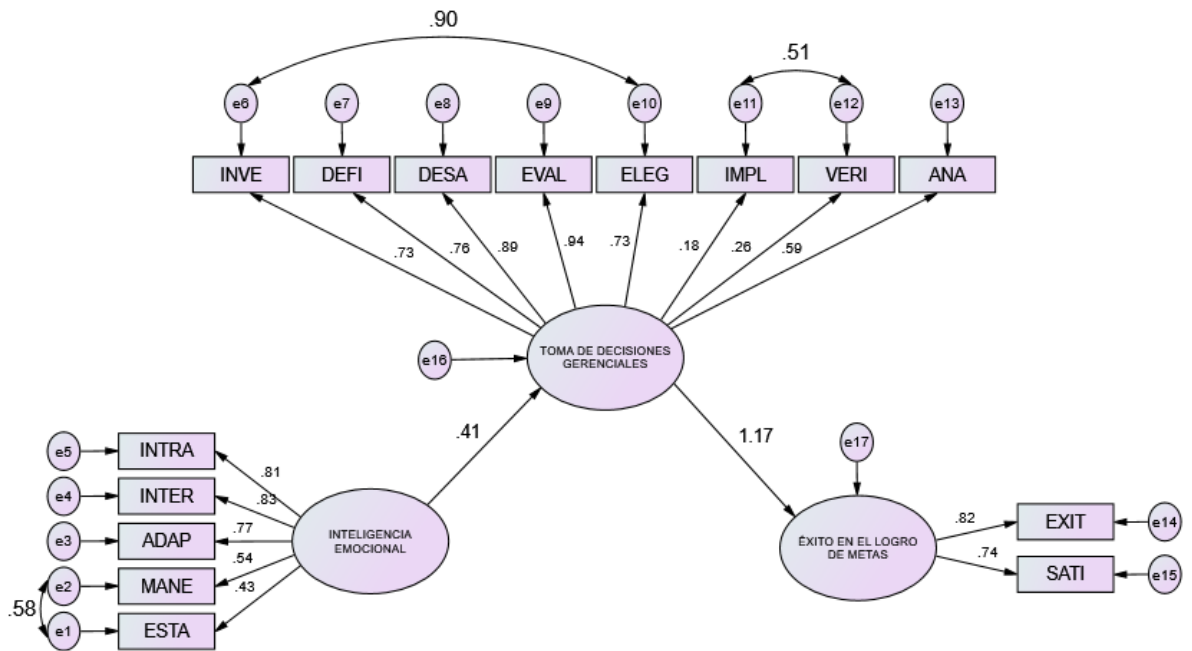 .90
.51
e6 e7 e8 e9 e10 e11 e12 e13
INVE DEFI DESA EVAL ELEG IMPL VERI ANA
.73 .76 .89 .94 .73 .18 .26 .59
e16
TOMA DE DECISIONES
GERENCIALES
.41
1.17
e17
e5 INTRA
.81
e4 INTER
.83
e3 ADAP
.77
e2 MANE
.54
.58
e1 ESTA
.43
INTELIGENCIA
EMOCIONAL
ÉXITO EN EL LOGRO
DE METAS
.82
EXIT e14
.74
SATI e15